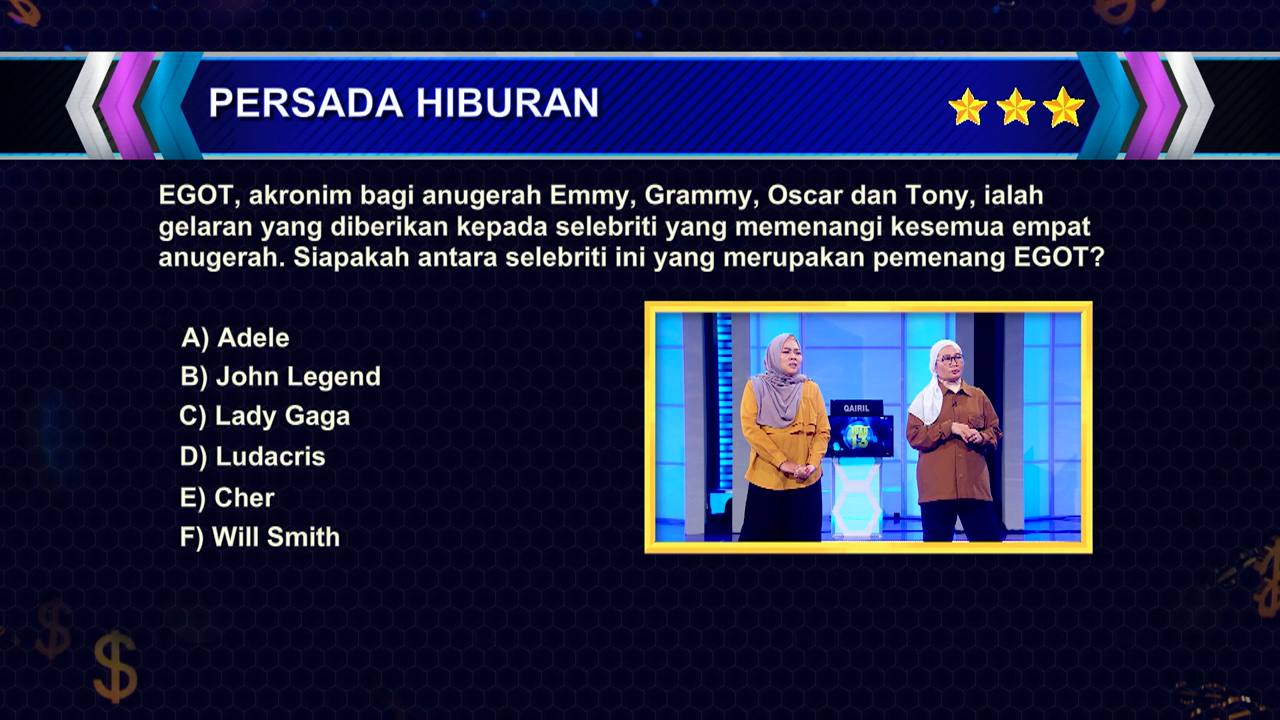 PERSADA HIBURAN
EGOT, akronim bagi anugerah Emmy, Grammy, Oscar dan Tony, ialah
gelaran yang diberikan kepada selebriti yang memenangi kesemua empat
anugerah. Siapakah antara selebriti ini yang merupakan pemenang EGOT?
A) Adele
B) John Legend
C) Lady Gaga
D) Ludacris
E) Cher
F) Will Smith
QAIRIL